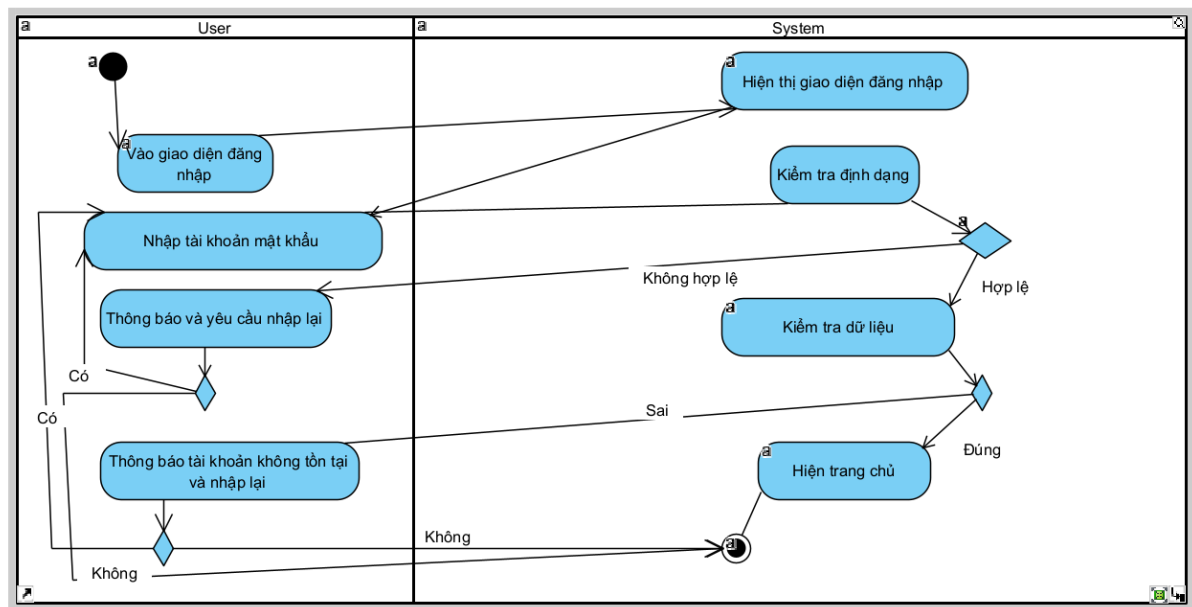 a
User
a
System
a
a
Hiện thị giao diện đăng nhập
a
Vào giao diện đăng
nhập
Kiểm tra định dạng
a
Nhập tài khoản mật khẩu
Không hợp lệ
Hợp lệ
a
Thông báo và yêu cầu nhập lại
Kiểm tra dữ liệu
Có
Có
Sai
Thông báo tài khoản không tồn tại
và nhập lại
a
Hiện trang chủ
Đúng
Không
a
Không